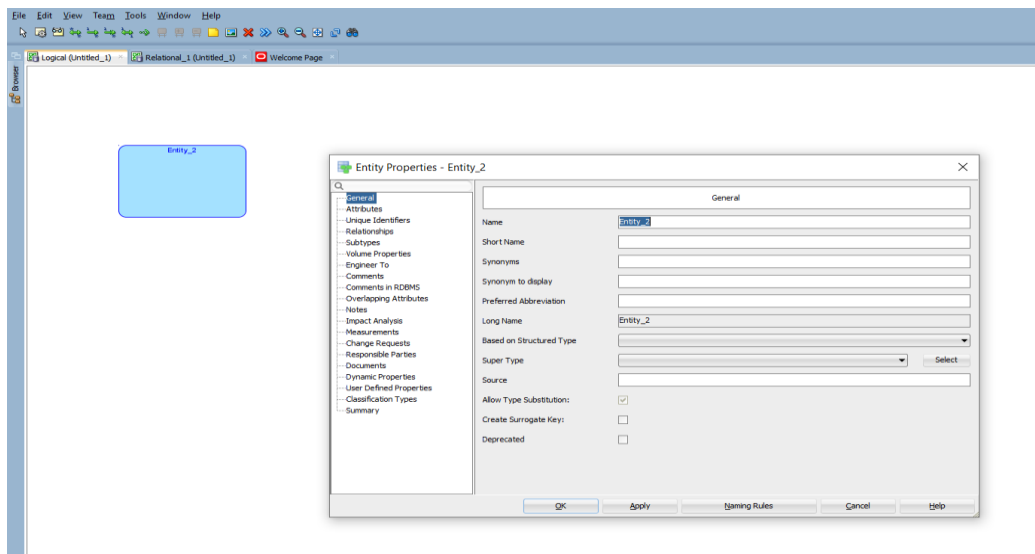 File Edit View Team Tools Window Help
Logical (Untitled_1) Relational_1 (Untitled_1) Welcome Page
Browser
Entity_2
Entity Properties - Entity_2
General
Attributes
Unique Identifiers
Relationships
Subtypes
Volume Properties
Engineer To
Comments
Comments in RDBMS
Overlapping Attributes
Notes
Impact Analysis
Measurements
Change Requests
Responsible Parties
Documents
Dynamic Properties
User Defined Properties
Classification Types
Summary
General
Name Entity_2
Short Name
Synonyms
Synonym to display
Preferred Abbreviation
Long Name Entity_2
Based on Structured Type
Super Type Select
Source
Allow Type Substitution:
Create Surrogate Key:
Deprecated
OK Apply Naming Rules Cancel Help